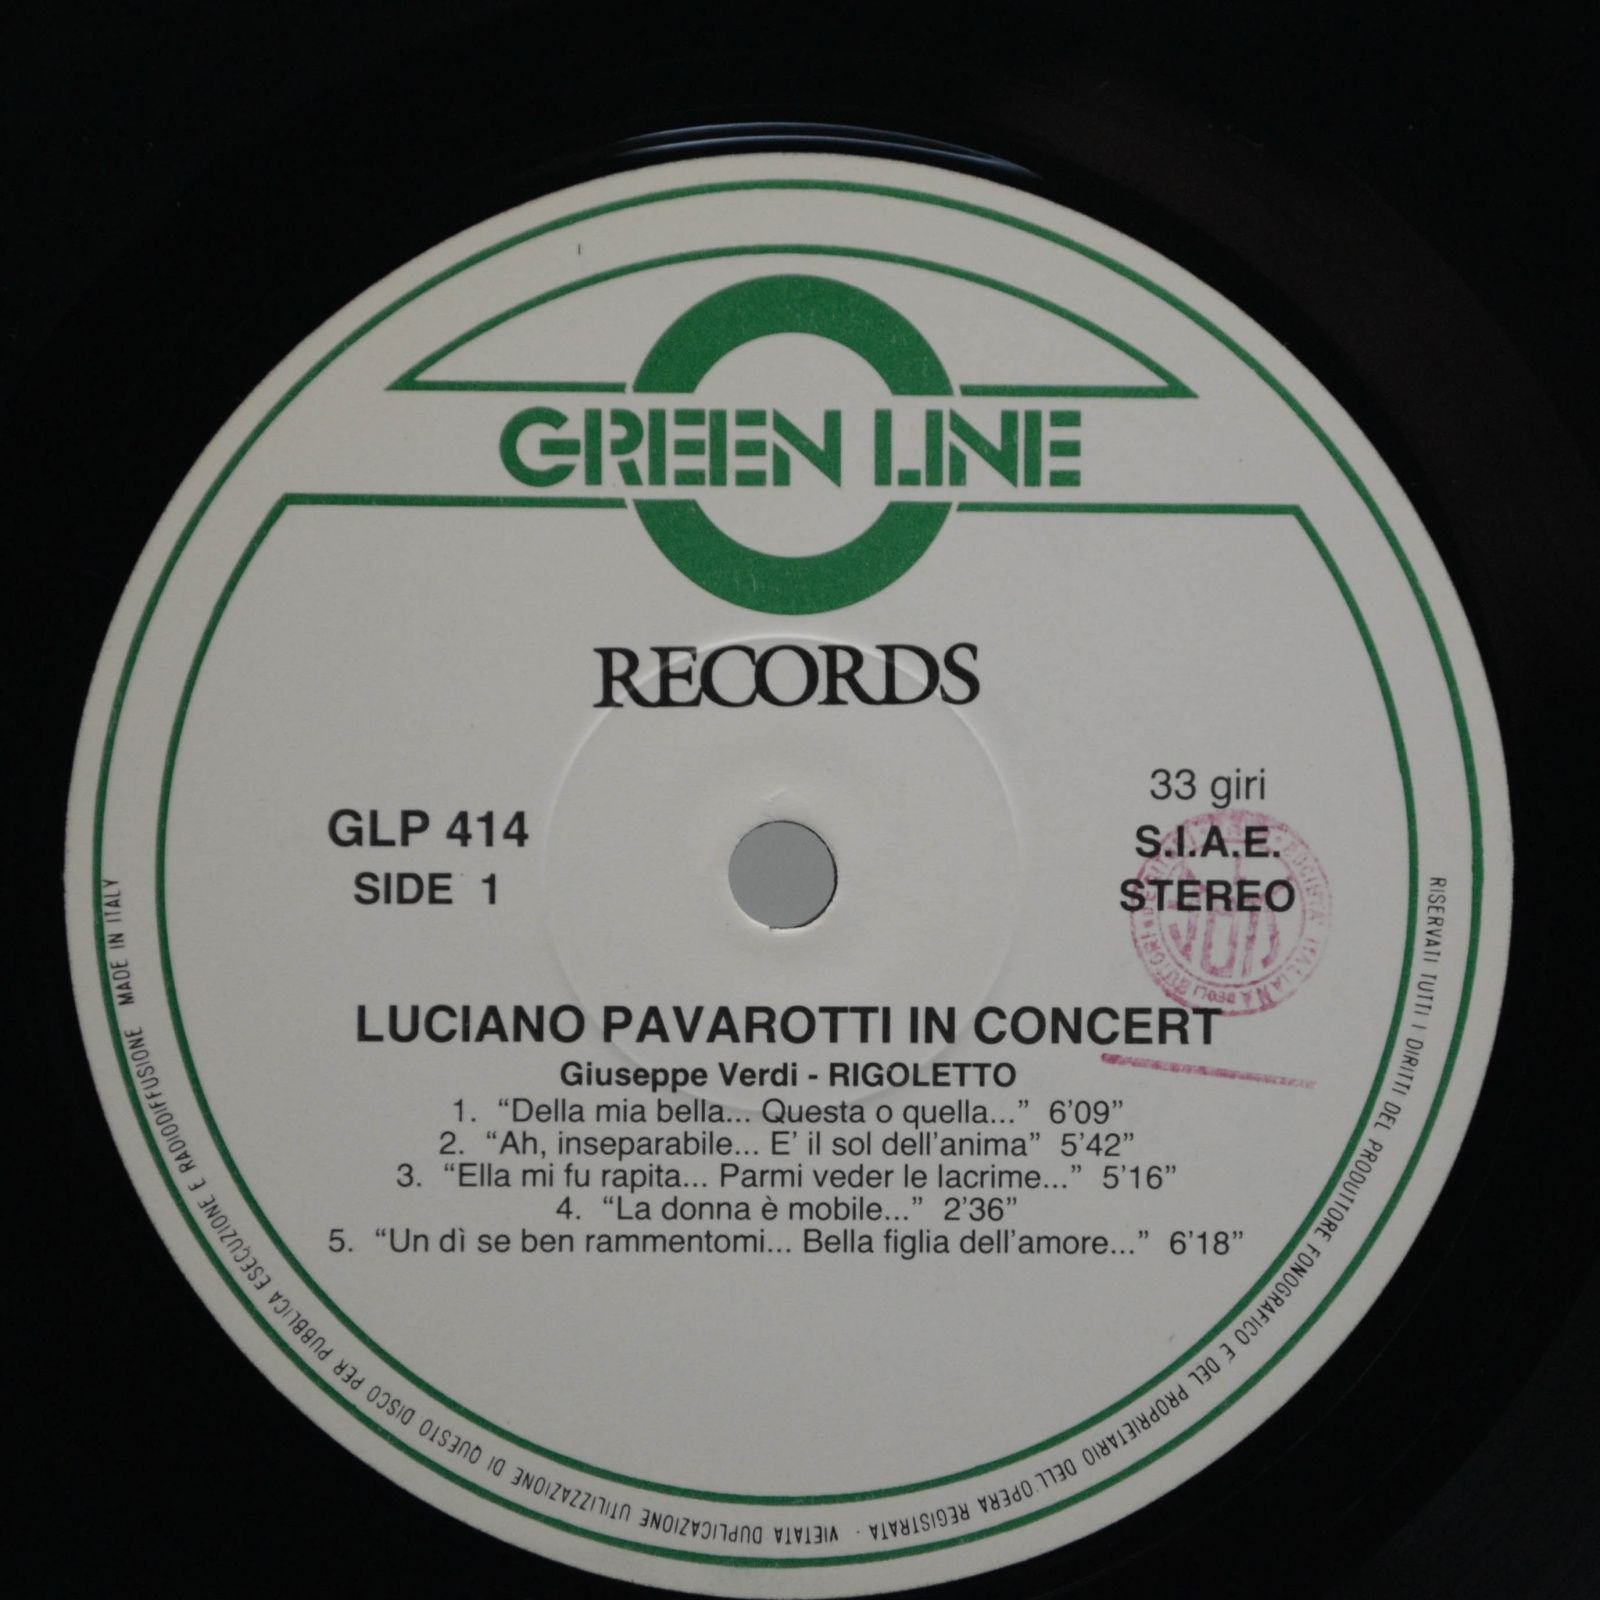 GREEN LINE
RECORDS
GLP 414
SIDE 1
33 giri
S.I.A.E.
STEREO
LUCIANO PAVAROTTI IN CONCERT
Giuseppe Verdi - RIGOLETTO
1. “Della mia bella... Questa o quella...” 6’09”
2. “Ah, inseparabile... E’ il sol dell’anima” 5’42”
3. “Ella mi fu rapita... Parmi veder le lacrime...” 5’16”
4. “La donna è mobile...” 2’36”
5. “Un dì se ben rammentomi... Bella figlia dell’amore...” 6’18”
RISERVATI TUTTI I DIRITTI DEL PRODUTTORE FONOGRAFICO E DEL PROPRIETARIO DELL'OPERA REGISTRATA - VIETATA DUPLICAZIONE UTILIZZAZIONE DI QUESTO DISCO PER PUBBLICA ESECUZIONE E RADIODIFFUSIONE MADE IN ITALY
SOCIETÀ ITALIANA DEGLI AUTORI